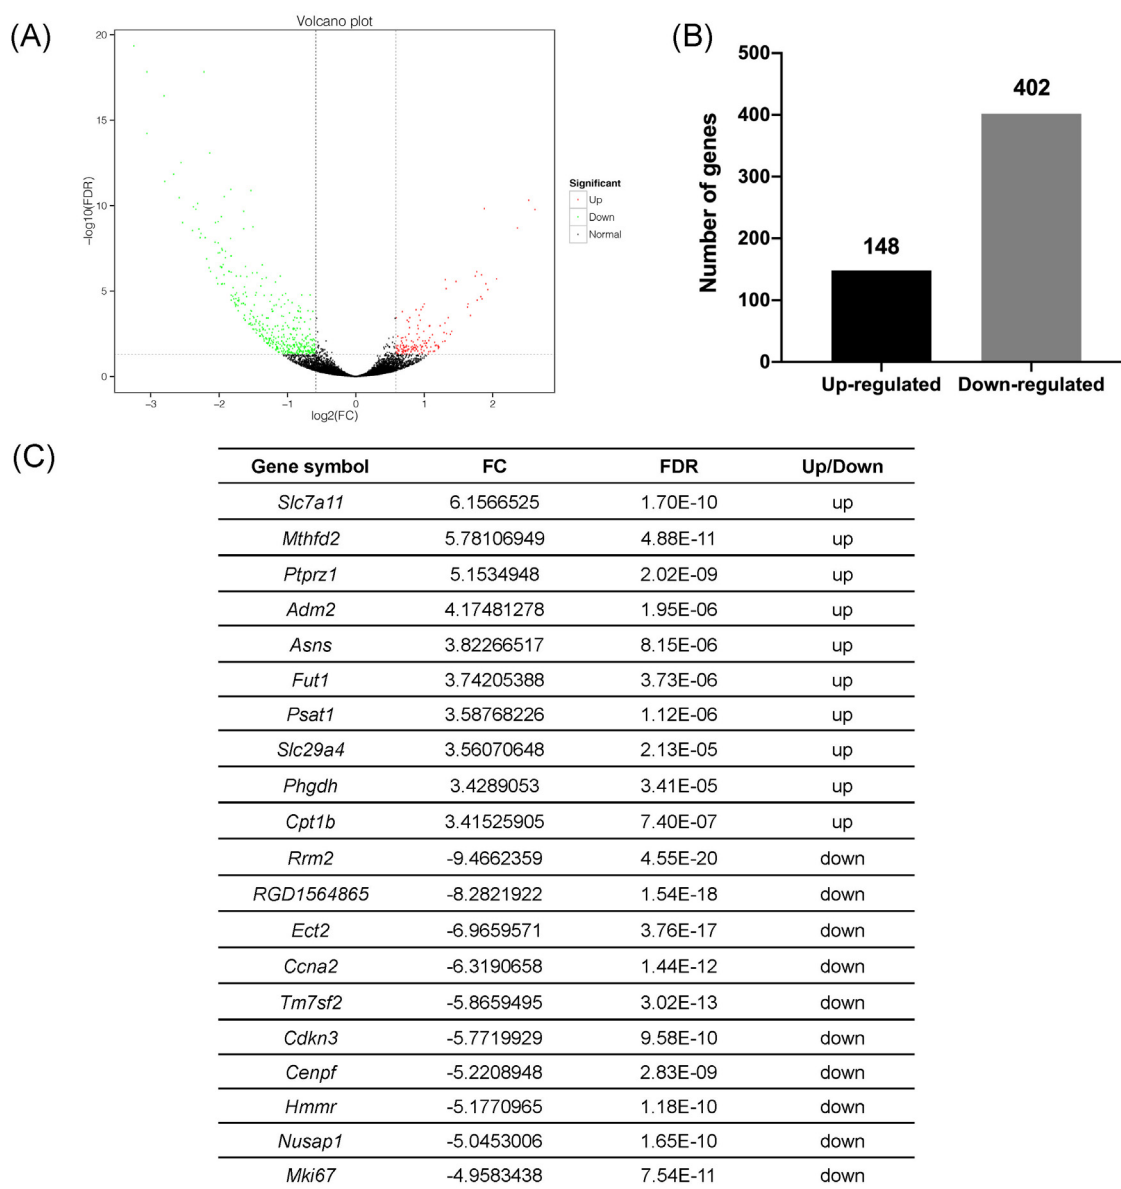 (A)
Volcano plot
20
15
10
5
0
−log10(FDR)
−3 −2 −1 0 1 2
log2(FC)
Significant
Up
Down
Normal
(B)
500
400
300
200
100
0
Number of genes
148
402
Up-regulated Down-regulated
(C)
Gene symbol FC FDR Up/Down
Slc7a11 6.1566525 1.70E-10 up
Mthfd2 5.78106949 4.88E-11 up
Ptprz1 5.1534948 2.02E-09 up
Adm2 4.17481278 1.95E-06 up
Asns 3.82266517 8.15E-06 up
Fut1 3.74205388 3.73E-06 up
Psat1 3.58768226 1.12E-06 up
Slc29a4 3.56070648 2.13E-05 up
Phgdh 3.4289053 3.41E-05 up
Cpt1b 3.41525905 7.40E-07 up
Rrm2 -9.4662359 4.55E-20 down
RGD1564865 -8.2821922 1.54E-18 down
Ect2 -6.9659571 3.76E-17 down
Ccna2 -6.3190658 1.44E-12 down
Tm7sf2 -5.8659495 3.02E-13 down
Cdkn3 -5.7719929 9.58E-10 down
Cenpf -5.2208948 2.83E-09 down
Hmmr -5.1770965 1.18E-10 down
Nusap1 -5.0453006 1.65E-10 down
Mki67 -4.9583438 7.54E-11 down